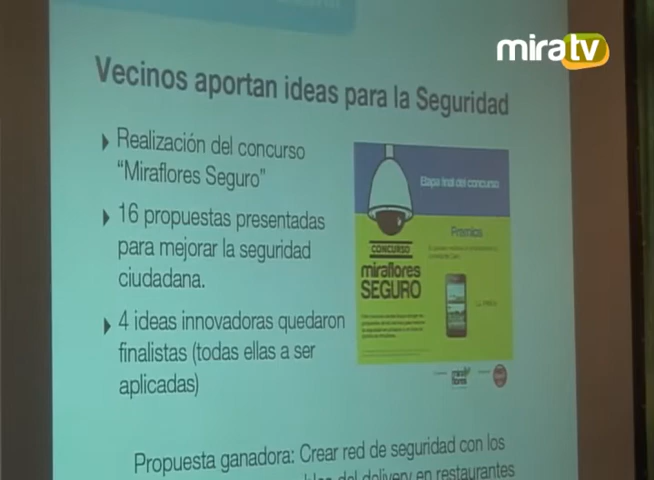 miratv
Vecinos aportan ideas para la Seguridad
Realización del concurso
“Miraflores Seguro”
16 propuestas presentadas
para mejorar la seguridad
ciudadana.
4 ideas innovadoras quedaron
finalistas (todas ellas a ser
aplicadas)
Etapa final del concurso
Premios
CONCURSO
miraflores
SEGURO
Propuesta ganadora: Crear red de seguridad con los
del delivery en restaurantes